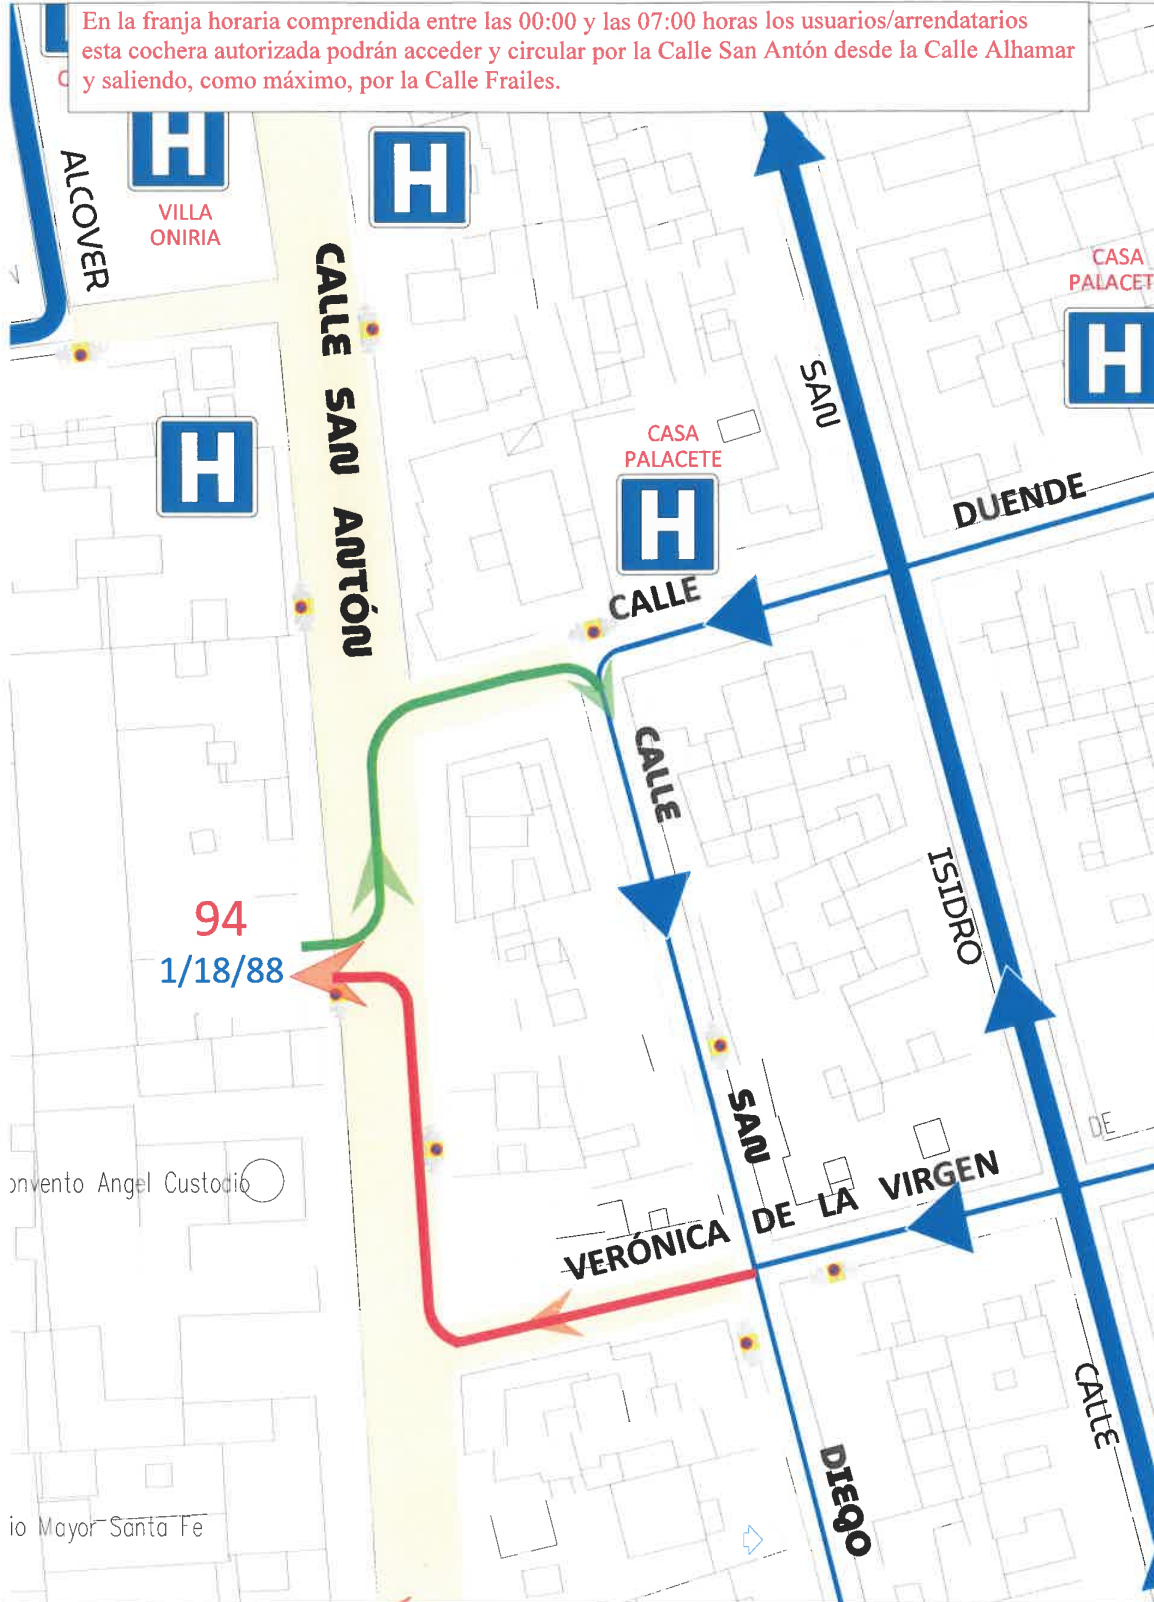 En la franja horaria comprendida entre las 00:00 y las 07:00 horas los usuarios/arrendatarios
esta cochera autorizada podrán acceder y circular por la Calle San Antón desde la Calle Alhamar
y saliendo, como máximo, por la Calle Frailes.
H
H
ALCOVER
VILLA
ONIRIA
CALLE SAN ANTÓN
CASA
PALACET
H
SAN
H
CASA
PALACETE
H
DUENDE
CALLE
CALLE
ISIDRO
94
1/18/88
SAN
DE
onvento Angel Custodio
VERÓNICA DE LA VIRGEN
CALLE
DIEGO
io Mayor Santa Fe